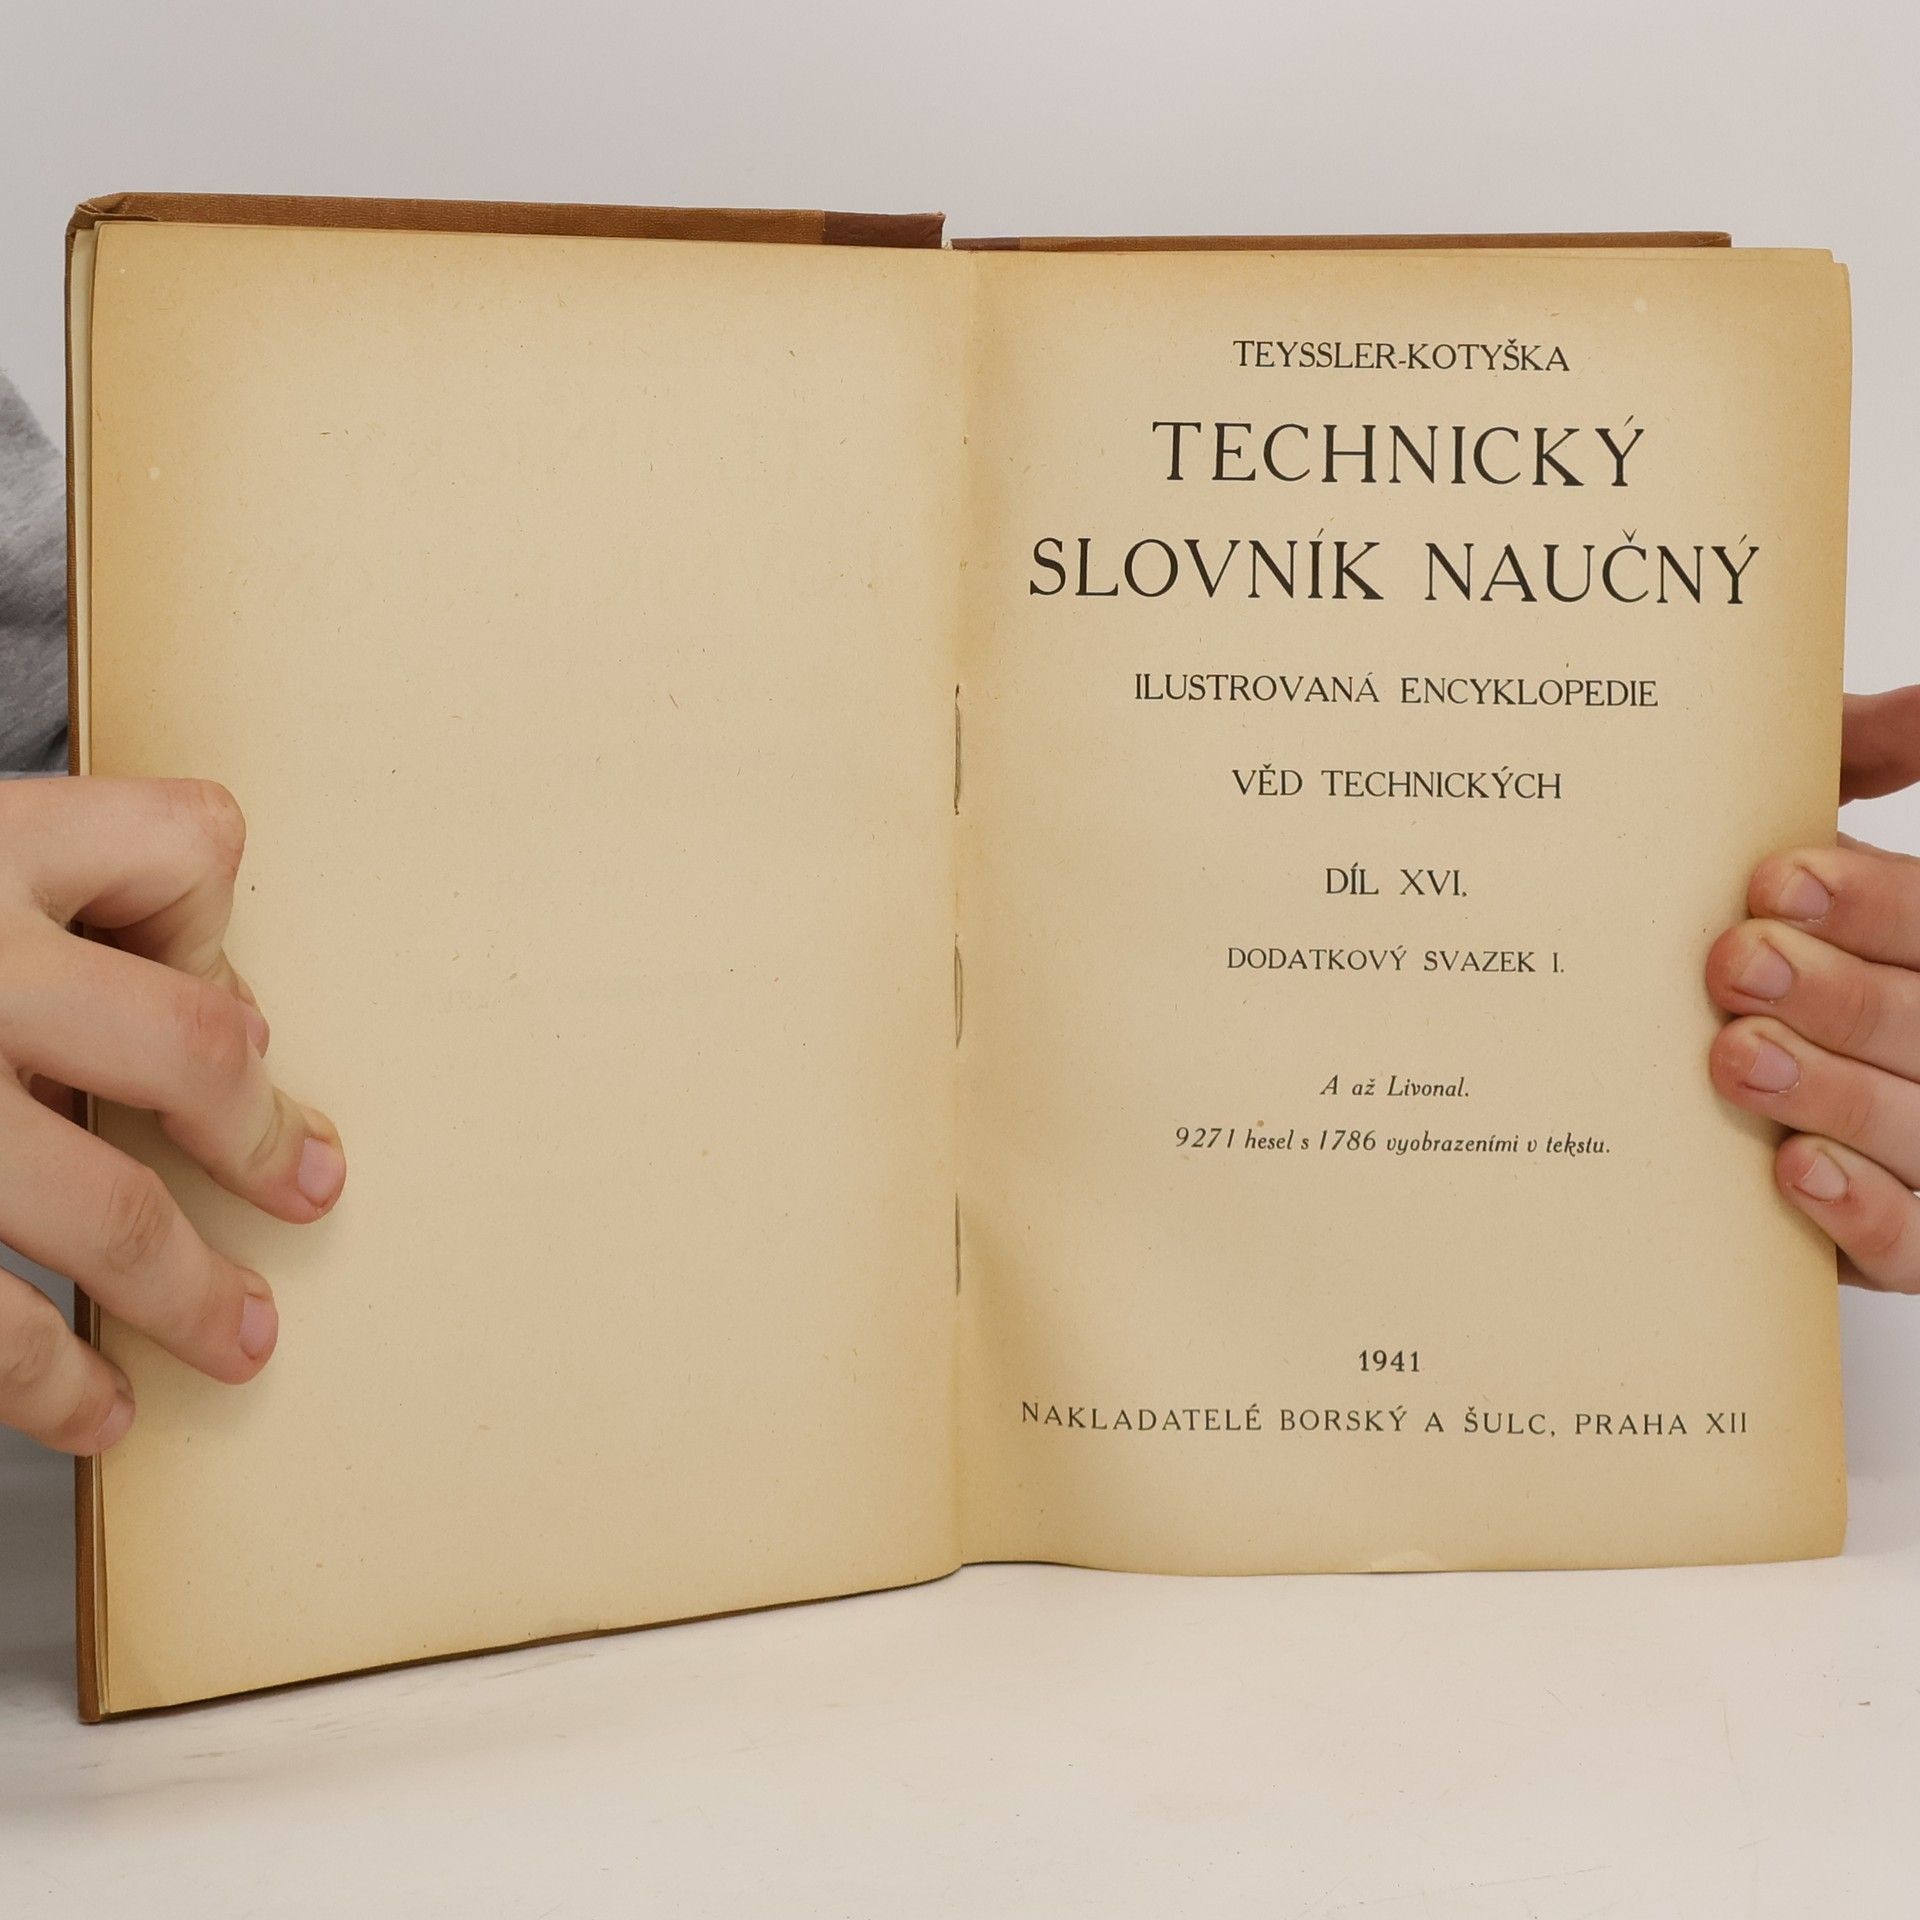 TEYSSLER-KOTYŠKA
TECHNICKÝ
SLOVNÍK NAUČNÝ
ILUSTROVANÁ ENCYKLOPEDIE
VĚD TECHNICKÝCH
DÍL XVI.
DODATKOVÝ SVAZEK I.
A až Livonal.
9271 hesel s 1786 vyobrazeními v tekstu.
1941
NAKLADATELÉ BORSKÝ A ŠULC, PRAHA XII